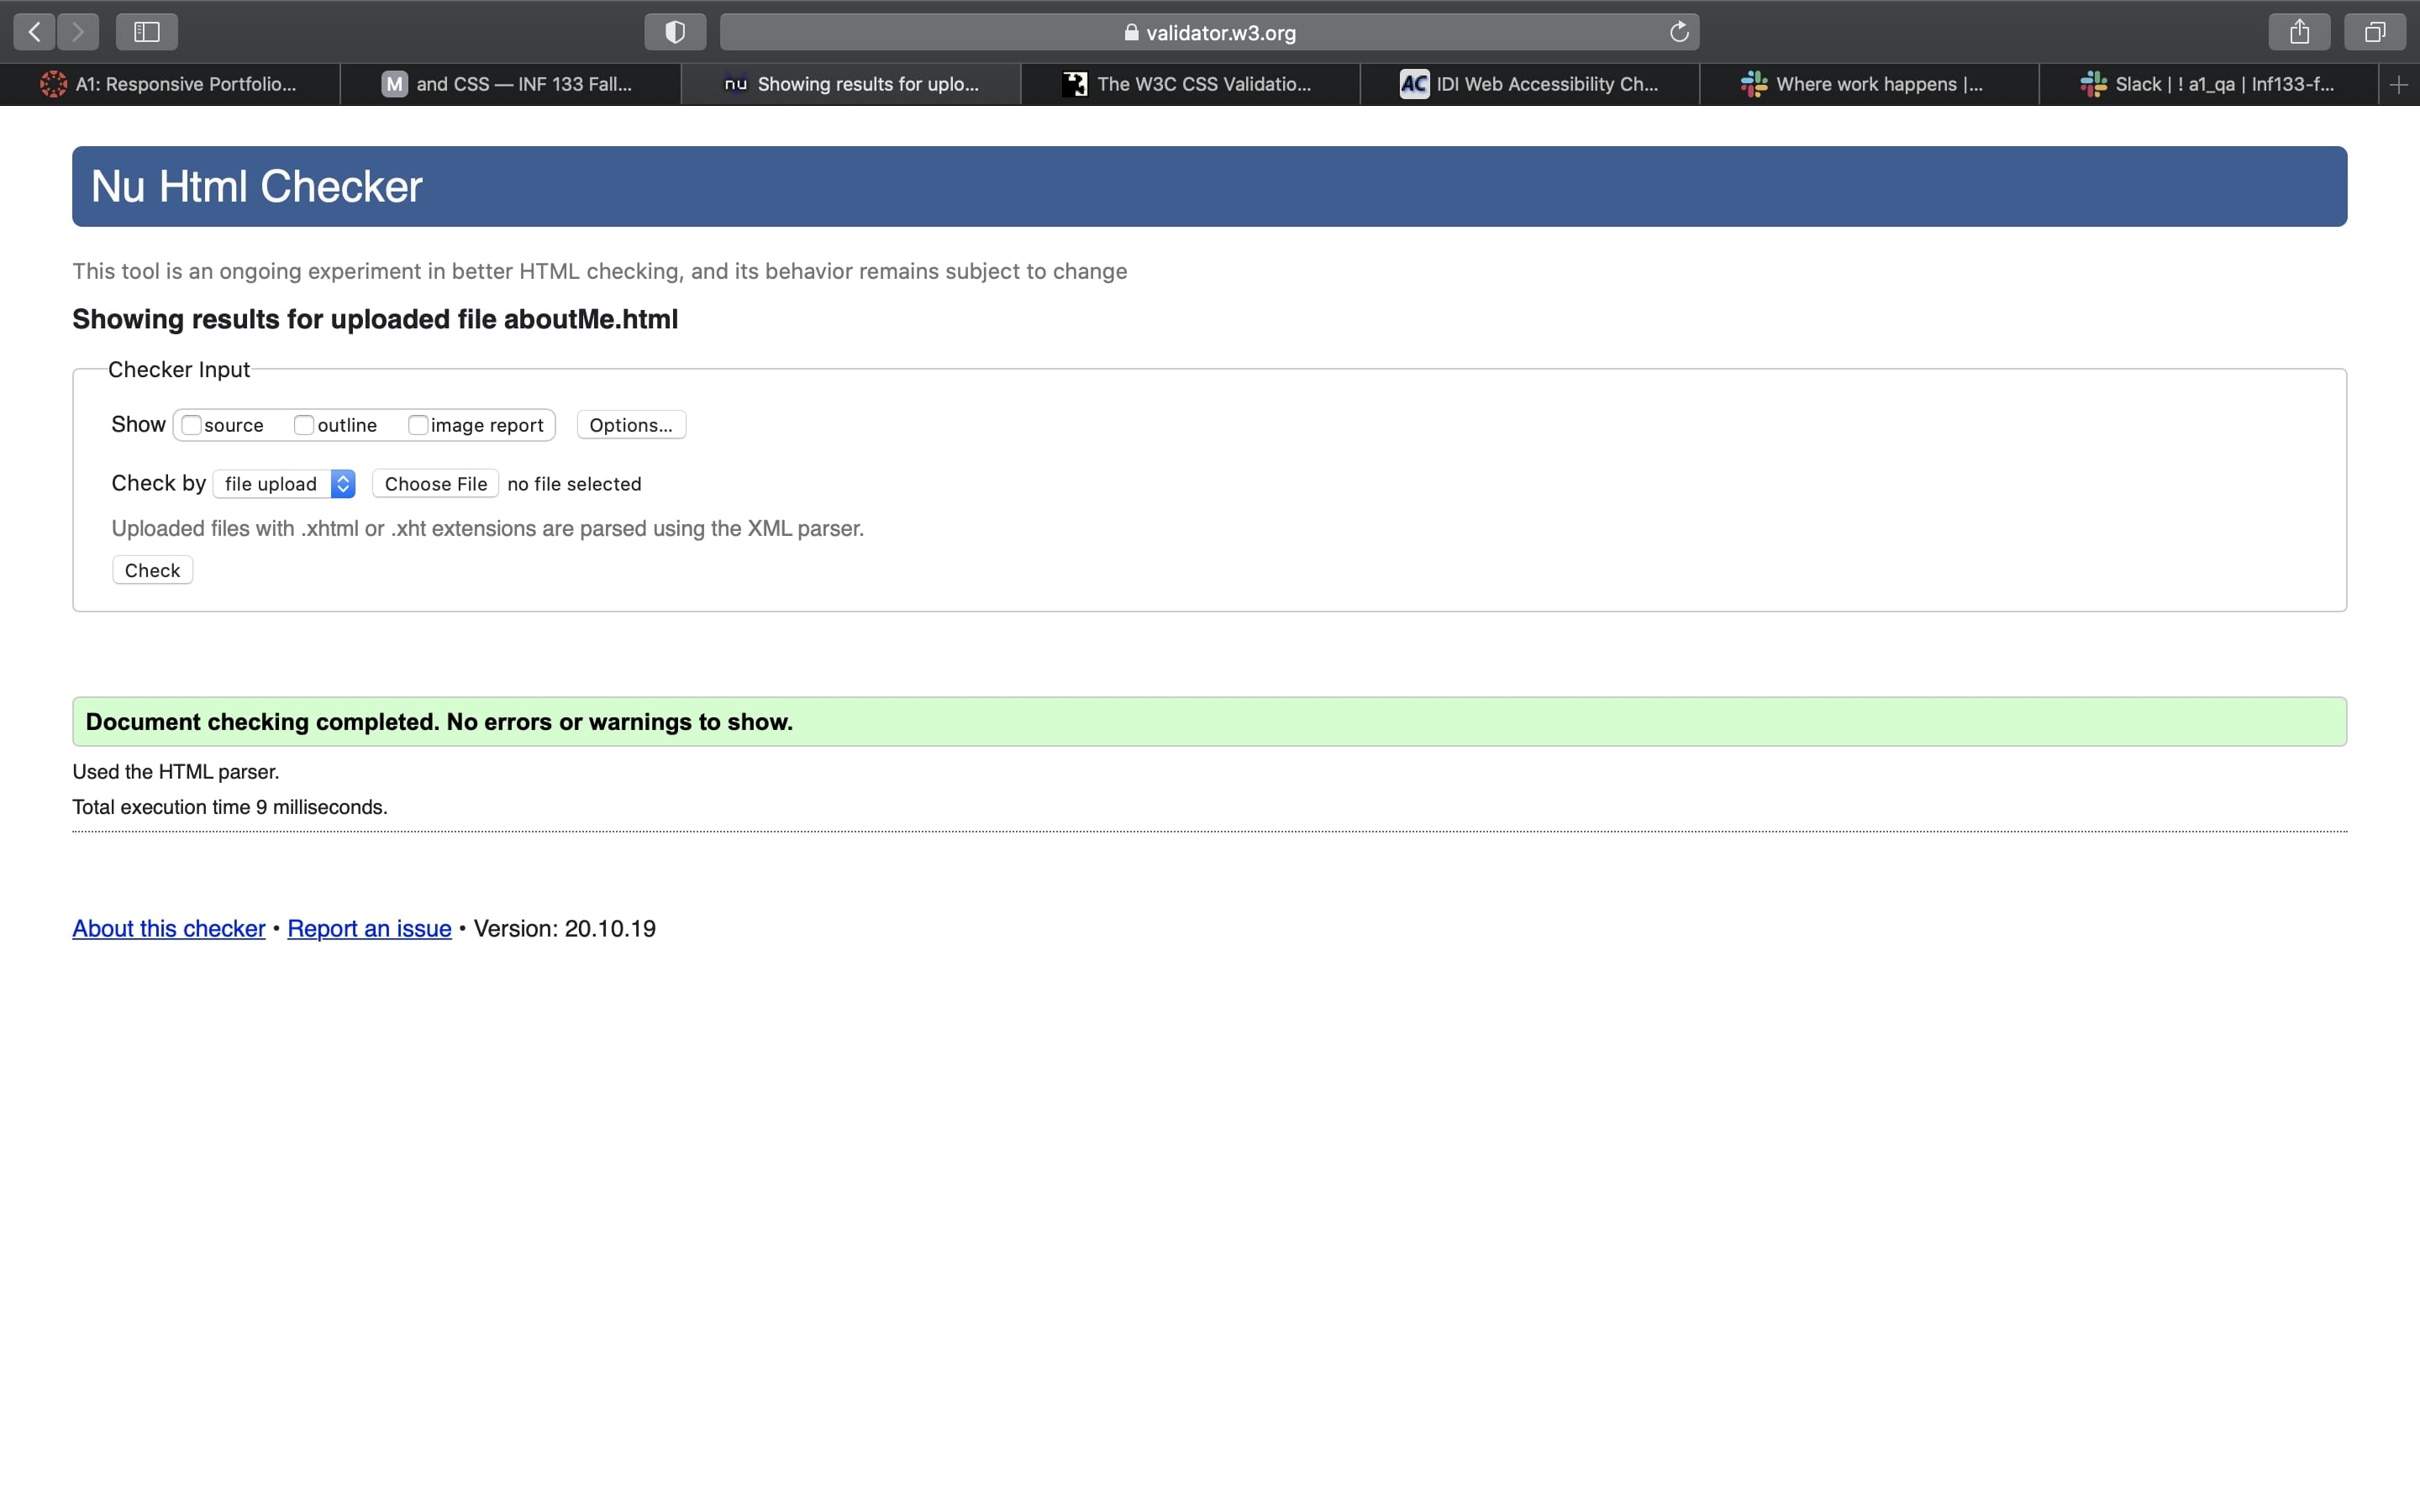 validator.w3.org
A1: Responsive Portfolio...
M and CSS — INF 133 Fall...
nu Showing results for uplo...
The W3C CSS Validatio...
AC IDI Web Accessibility Ch...
Where work happens |...
Slack | ! a1_qa | Inf133-f...
Nu Html Checker
This tool is an ongoing experiment in better HTML checking, and its behavior remains subject to change
Showing results for uploaded file aboutMe.html
Checker Input
Show source outline image report Options...
Check by file upload Choose File no file selected
Uploaded files with .xhtml or .xht extensions are parsed using the XML parser.
Check
Document checking completed. No errors or warnings to show.
Used the HTML parser.
Total execution time 9 milliseconds.
About this checker • Report an issue • Version: 20.10.19